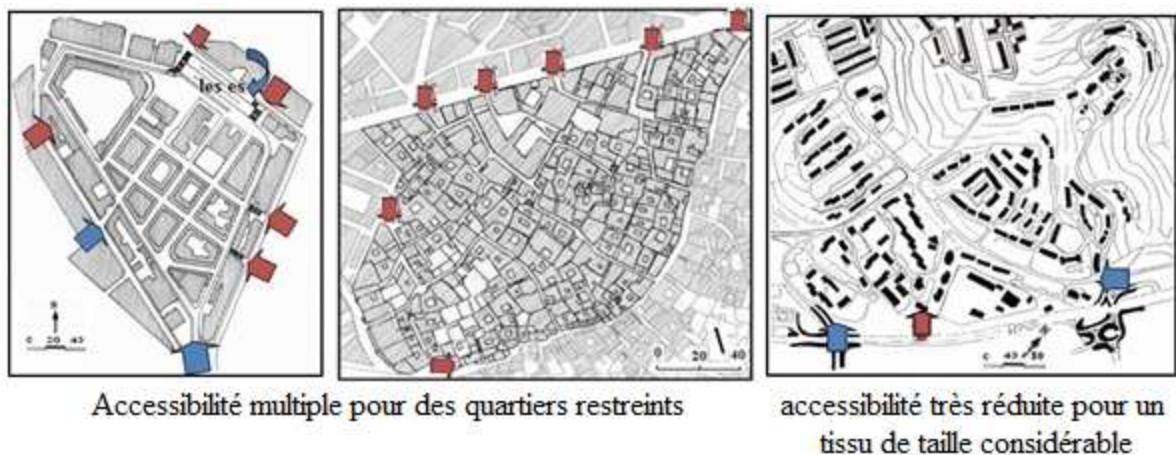 les es
N
0 20 40
0 20 40
0 40 80
Accessibilité multiple pour des quartiers restreints
accessibilité très réduite pour un
tissu de taille considérable